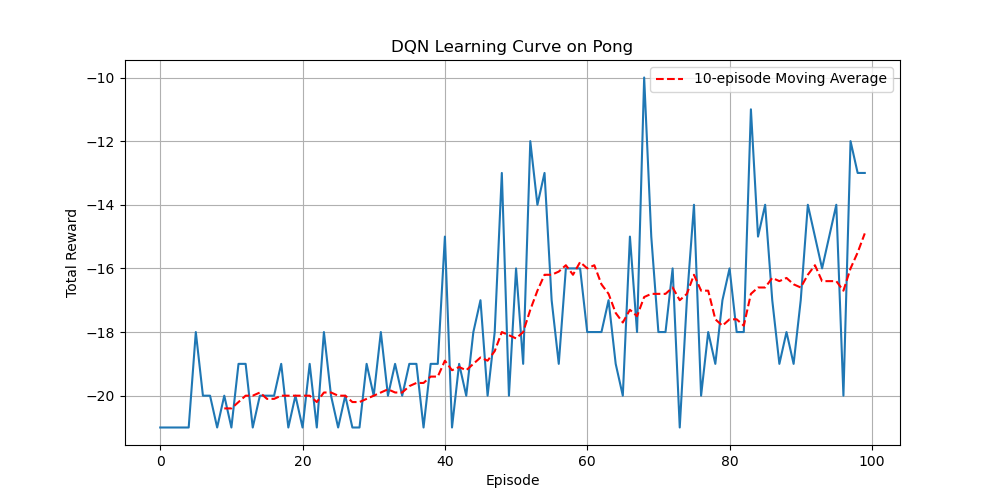 DQN Learning Curve on Pong
10-episode Moving Average
−10
−12
−14
−16
−18
−20
Total Reward
0 20 40 60 80 100
Episode